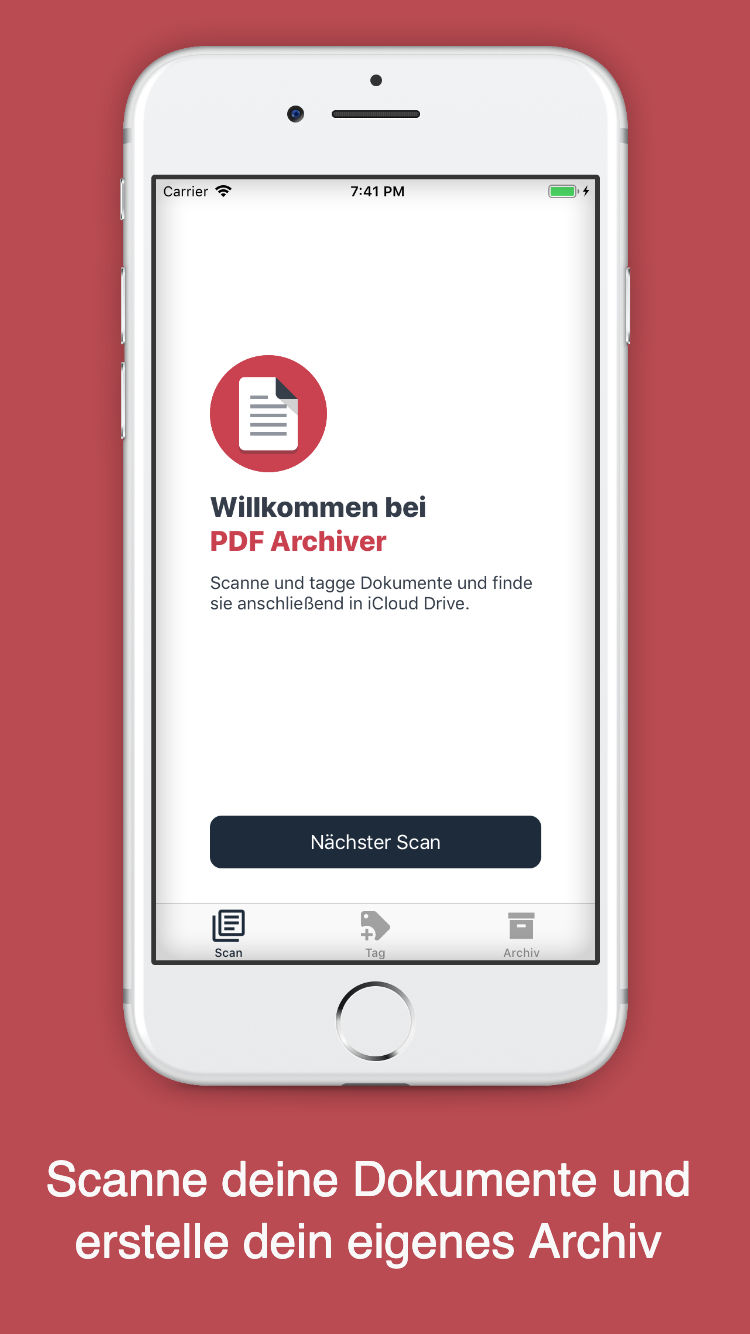 Carrier 7:41 PM
Willkommen bei
PDF Archiver
Scanne und tagge Dokumente und finde
sie anschließend in iCloud Drive.
Nächster Scan
Scan Tag Archiv
Scanne deine Dokumente und
erstelle dein eigenes Archiv